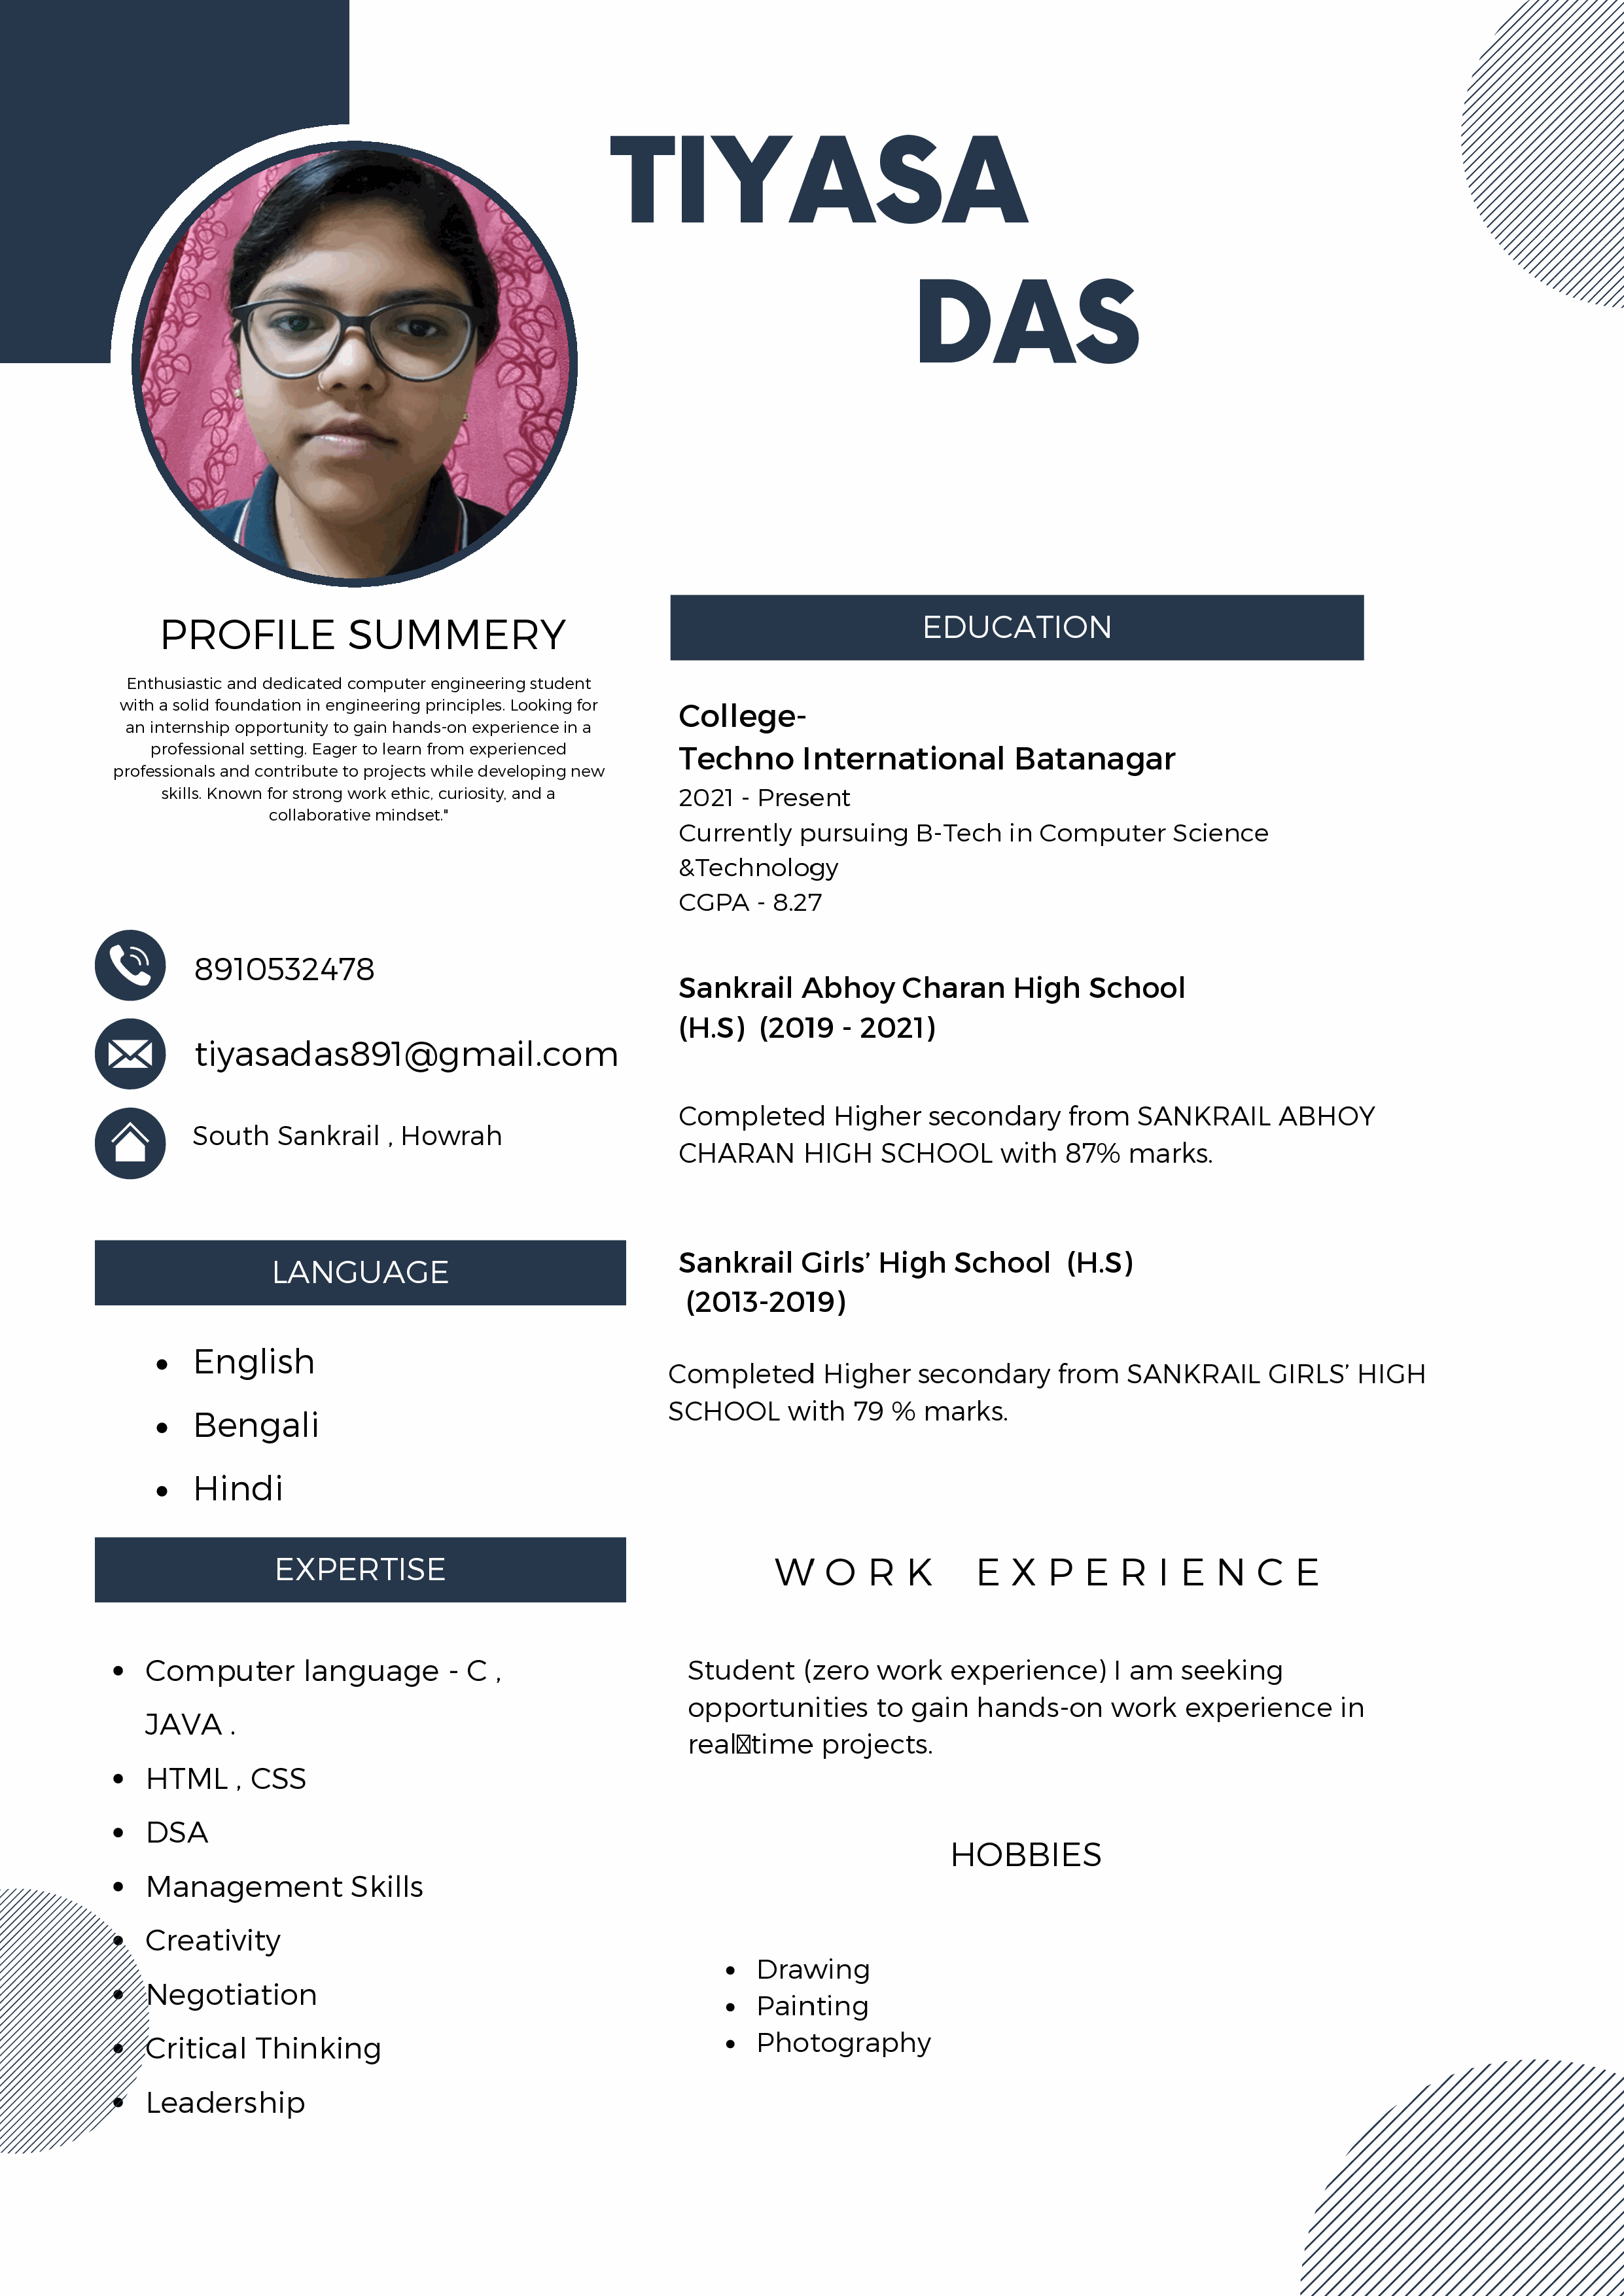 TIYASA
DAS
PROFILE SUMMERY
Enthusiastic and dedicated computer engineering student
with a solid foundation in engineering principles. Looking for
an internship opportunity to gain hands-on experience in a
professional setting. Eager to learn from experienced
professionals and contribute to projects while developing new
skills. Known for strong work ethic, curiosity, and a
collaborative mindset."
8910532478
tiyasadas891@gmail.com
South Sankrail , Howrah
LANGUAGE
• English
• Bengali
• Hindi
EXPERTISE
• Computer language - C ,
JAVA .
• HTML , CSS
• DSA
• Management Skills
• Creativity
• Negotiation
• Critical Thinking
• Leadership
EDUCATION
College-
Techno International Batanagar
2021 - Present
Currently pursuing B-Tech in Computer Science
&Technology
CGPA - 8.27
Sankrail Abhoy Charan High School
(H.S) (2019 - 2021)
Completed Higher secondary from SANKRAIL ABHOY
CHARAN HIGH SCHOOL with 87% marks.
Sankrail Girls’ High School (H.S)
(2013-2019)
Completed Higher secondary from SANKRAIL GIRLS’ HIGH
SCHOOL with 79 % marks.
WORK EXPERIENCE
Student (zero work experience) I am seeking
opportunities to gain hands-on work experience in
real￾time projects.
HOBBIES
• Drawing
• Painting
• Photography